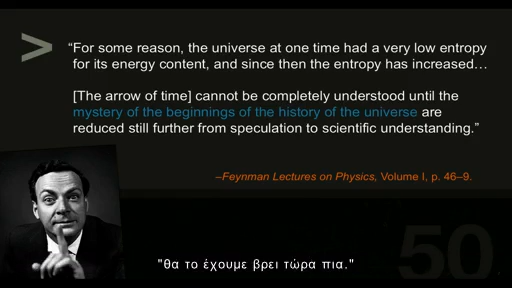 >
“For some reason, the universe at one time had a very low entropy
for its energy content, and since then the entropy has increased…
[The arrow of time] cannot be completely understood until the
mystery of the beginnings of the history of the universe are
reduced still further from speculation to scientific understanding.”
–Feynman Lectures on Physics, Volume I, p. 46–9.
50
"θα το έχουμε βρει τώρα πια."